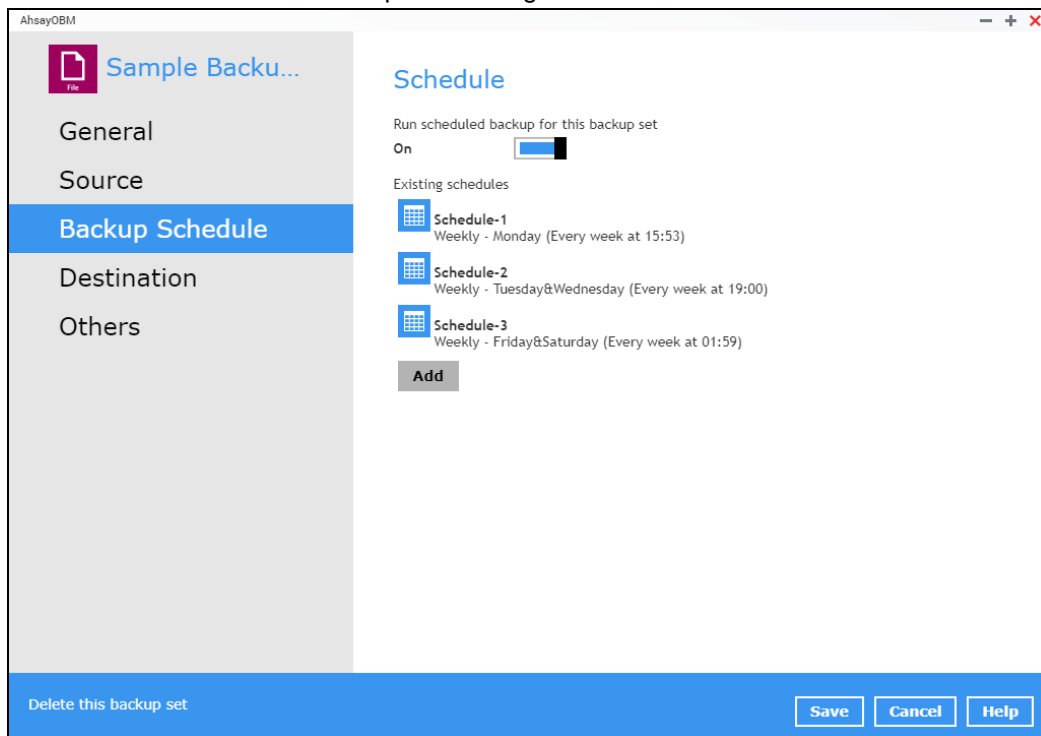 AhsayOBM
File
Sample Backu...
General
Source
Backup Schedule
Destination
Others
Schedule
Run scheduled backup for this backup set
On
Existing schedules
Schedule-1
Weekly - Monday (Every week at 15:53)
Schedule-2
Weekly - Tuesday&Wednesday (Every week at 19:00)
Schedule-3
Weekly - Friday&Saturday (Every week at 01:59)
Add
Delete this backup set
Save
Cancel
Help